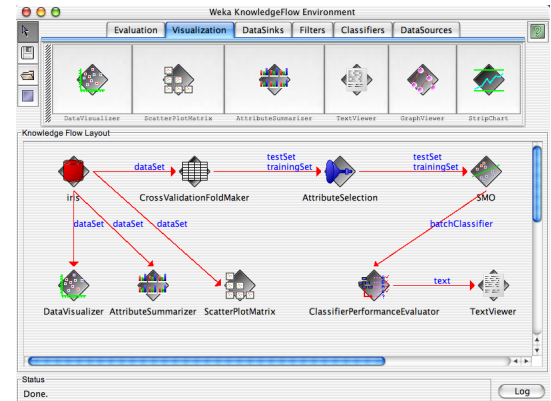 Weka KnowledgeFlow Environment
Evaluation Visualization DataSinks Filters Classifiers DataSources
?
DataVisualizer ScatterPlotMatrix AttributeSummarizer TextViewer GraphViewer StripChart
Knowledge Flow Layout
dataSet
testSet
trainingSet
testSet
trainingSet
iris CrossValidationFoldMaker AttributeSelection SMO
dataSet dataSet dataSet batchClassifier
text
DataVisualizer AttributeSummarizer ScatterPlotMatrix ClassifierPerformanceEvaluator TextViewer
Status
Done.
Log